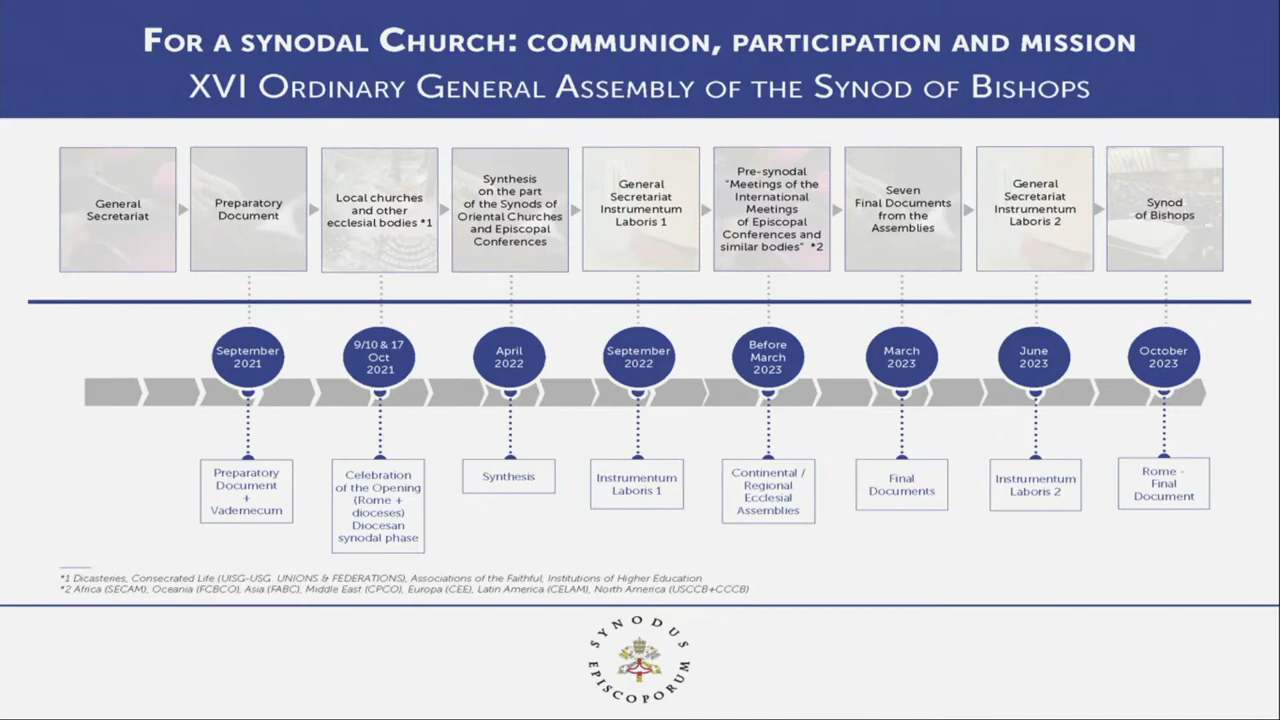 FOR A SYNODAL CHURCH: COMMUNION, PARTICIPATION AND MISSION
XVI ORDINARY GENERAL ASSEMBLY OF THE SYNOD OF BISHOPS
General
Secretariat
Preparatory
Document
Local churches
and other
ecclesial bodies *1
Synthesis
on the part
of the Synods of
Oriental Churches
and Episcopal
Conferences
General
Secretariat
Instrumentum
Laboris 1
Pre-synodal
"Meetings of the
International
Meetings
of Episcopal
Conferences and
similar bodies" *2
Seven
Final Documents
from the
Assemblies
General
Secretariat
Instrumentum
Laboris 2
Synod
of Bishops
September
2021
9/10 & 17
Oct
2021
April
2022
September
2022
Before
March
2023
March
2023
June
2023
October
2023
Preparatory
Document
+
Vademecum
Celebration
of the Opening
(Rome +
dioceses)
Diocesan
synodal phase
Synthesis
Instrumentum
Laboris 1
Continental /
Regional
Ecclesial
Assemblies
Final
Documents
Instrumentum
Laboris 2
Rome -
Final
Document
*1 Dicasteries, Consecrated Life (UISG-USG. UNIONS & FEDERATIONS), Associations of the Faithful, Institutions of Higher Education
*2 Africa (SECAM), Oceania (FCBCO), Asia (FABC), Middle East (CPCO), Europa (CEE), Latin America (CELAM), North America (USCCB+CCCB)
SYNODUS
EPISCOPORUM